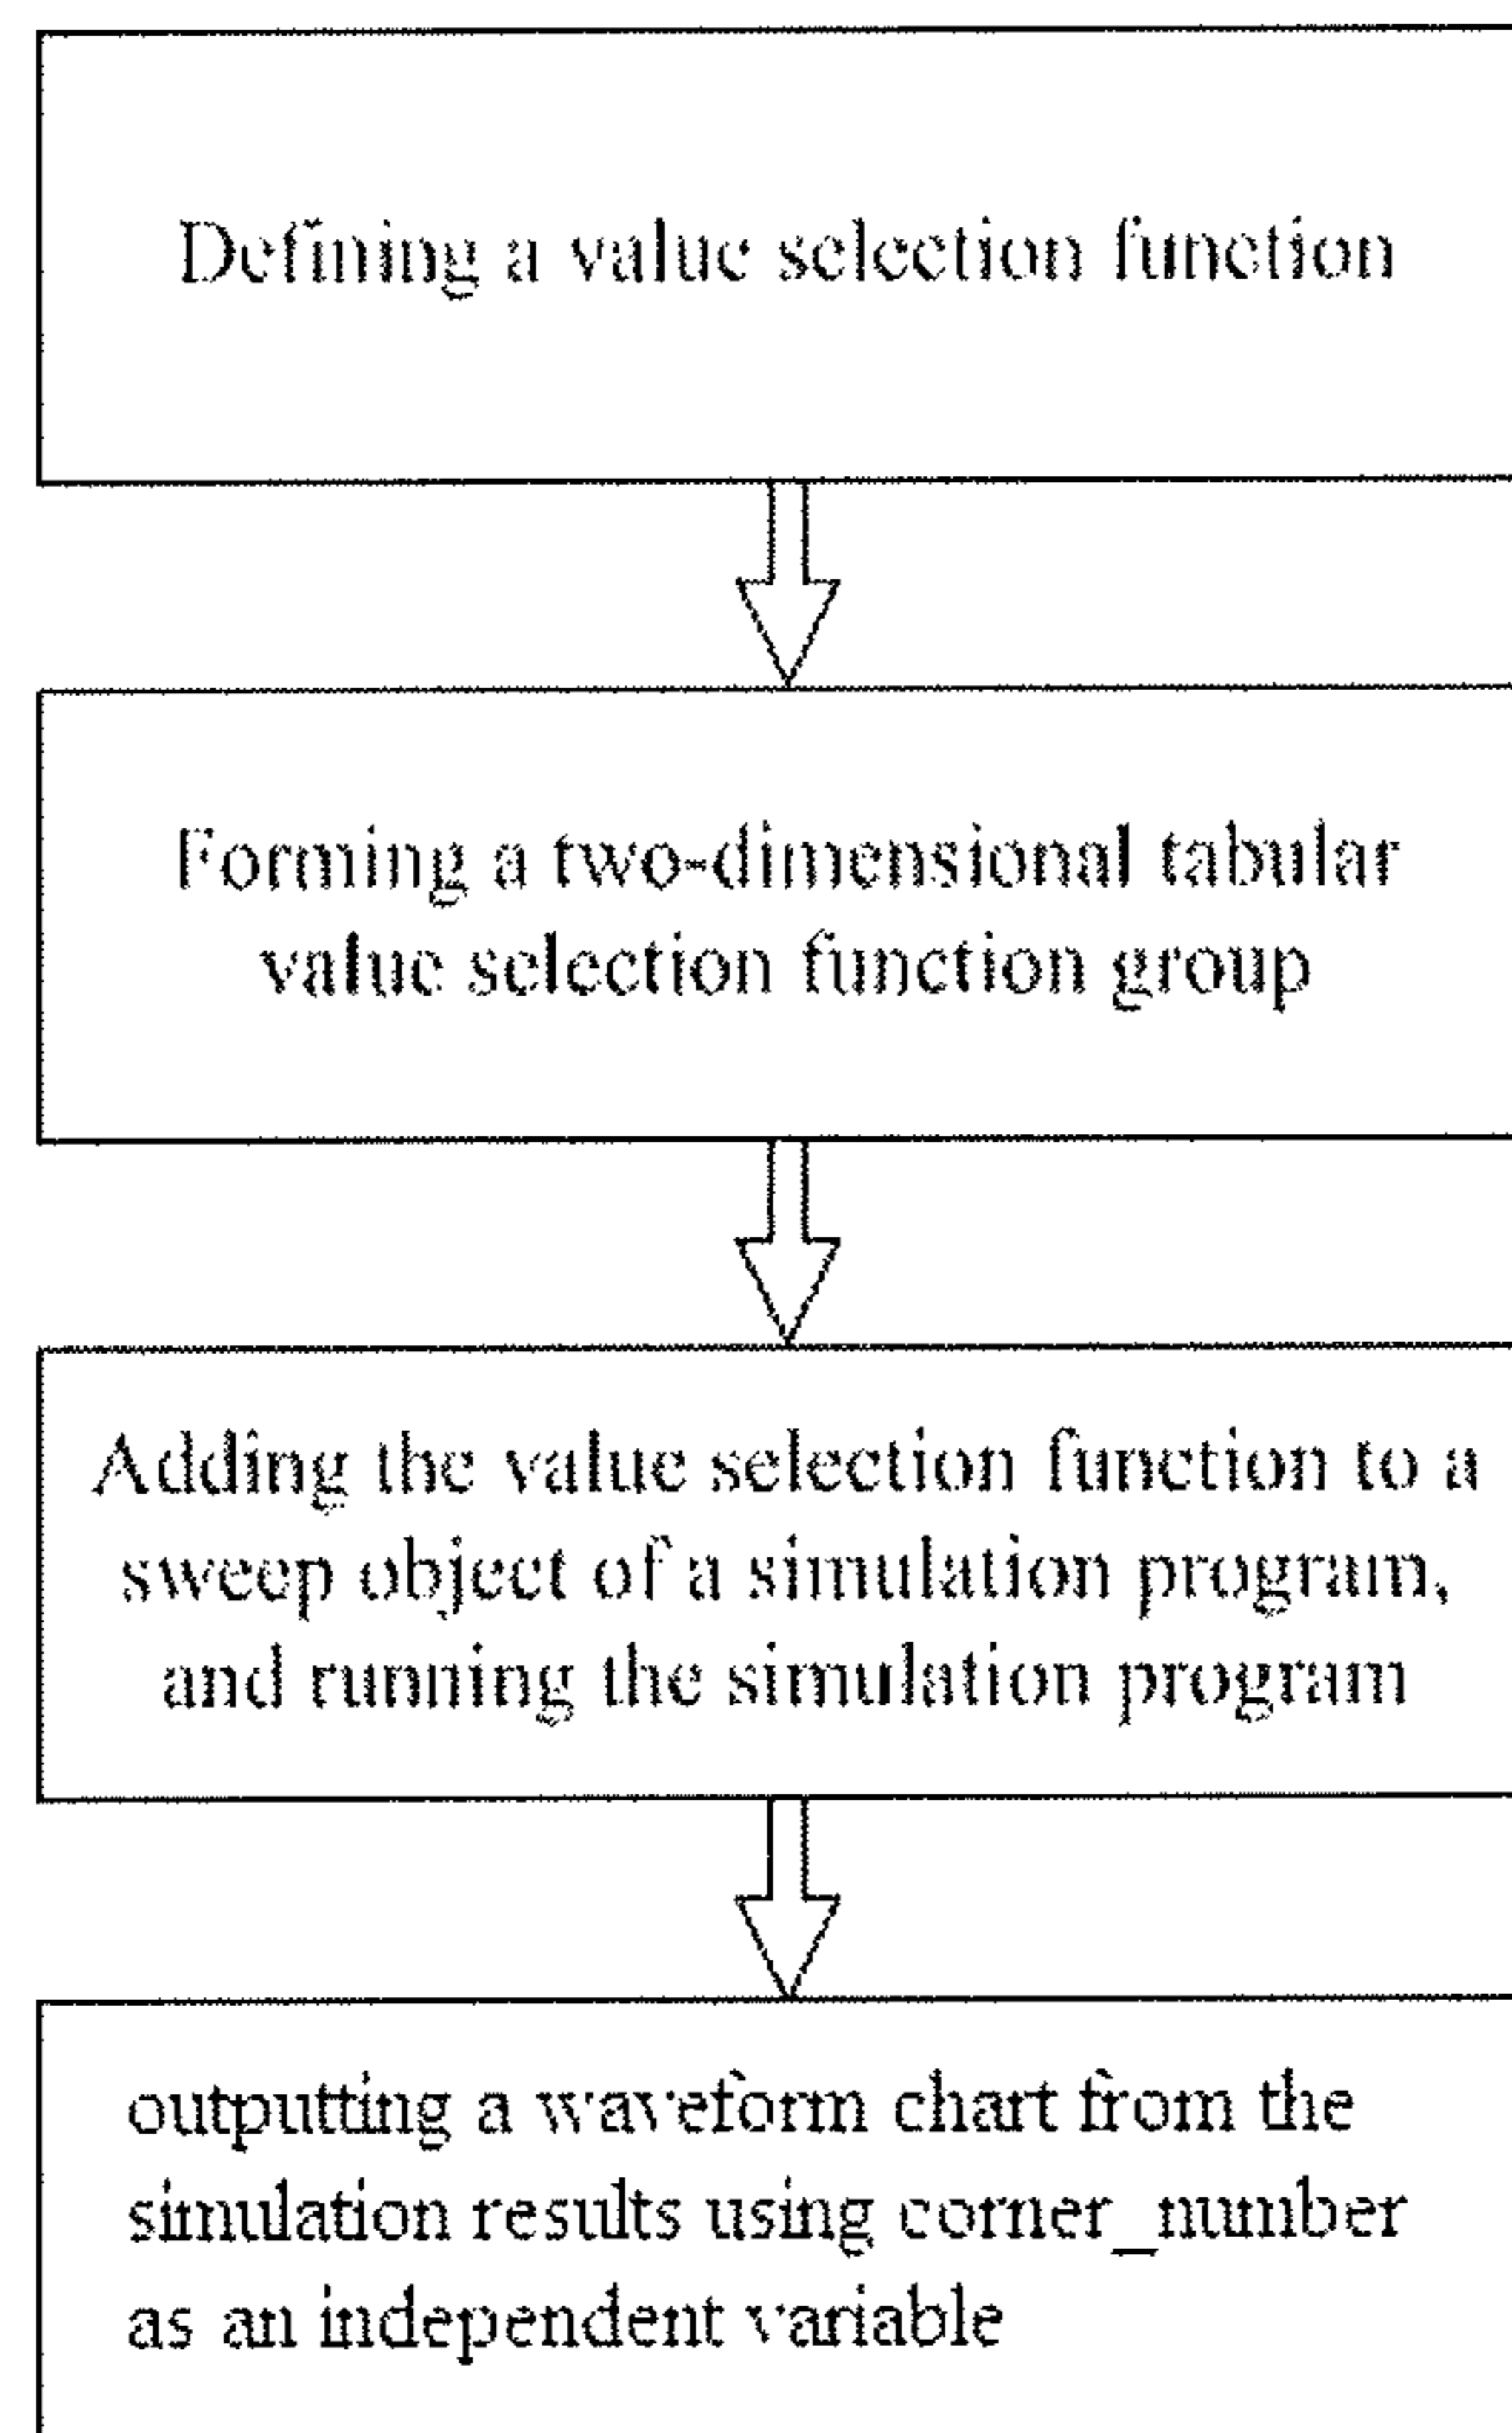 Defining a value selection function
Forming a two-dimensional tabular
value selection function group
Adding the value selection function to a
sweep object of a simulation program,
and running the simulation program
outputting a waveform chart from the
simulation results using corner_number
as an independent variable